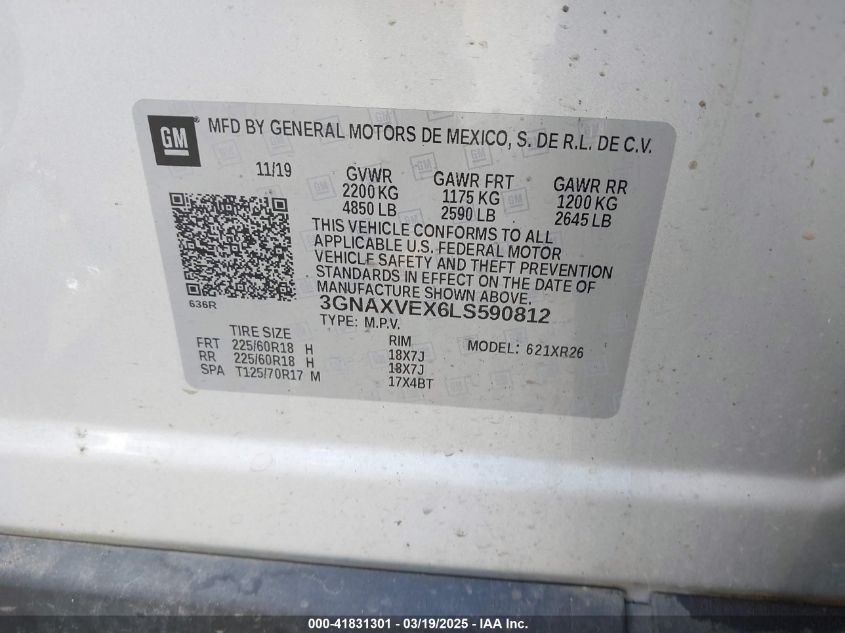 GM ® MFD BY GENERAL MOTORS DE MEXICO, S. DE R.L. DE C.V.
11/19 GVWR GAWR FRT GAWR RR
2200 KG 1175 KG 1200 KG
4850 LB 2590 LB 2645 LB
THIS VEHICLE CONFORMS TO ALL
APPLICABLE U.S. FEDERAL MOTOR
VEHICLE SAFETY AND THEFT PREVENTION
STANDARDS IN EFFECT ON THE DATE OF
MANUFACTURE SHOWN ABOVE.
636R 3GNAXVEX6LS590812
TYPE: M.P.V.
TIRE SIZE RIM MODEL: 621XR26
FRT 225/60R18 H 18X7J
RR 225/60R18 H 18X7J
SPA T125/70R17 M 17X4BT
000-41831301 - 03/19/2025 - IAA Inc.